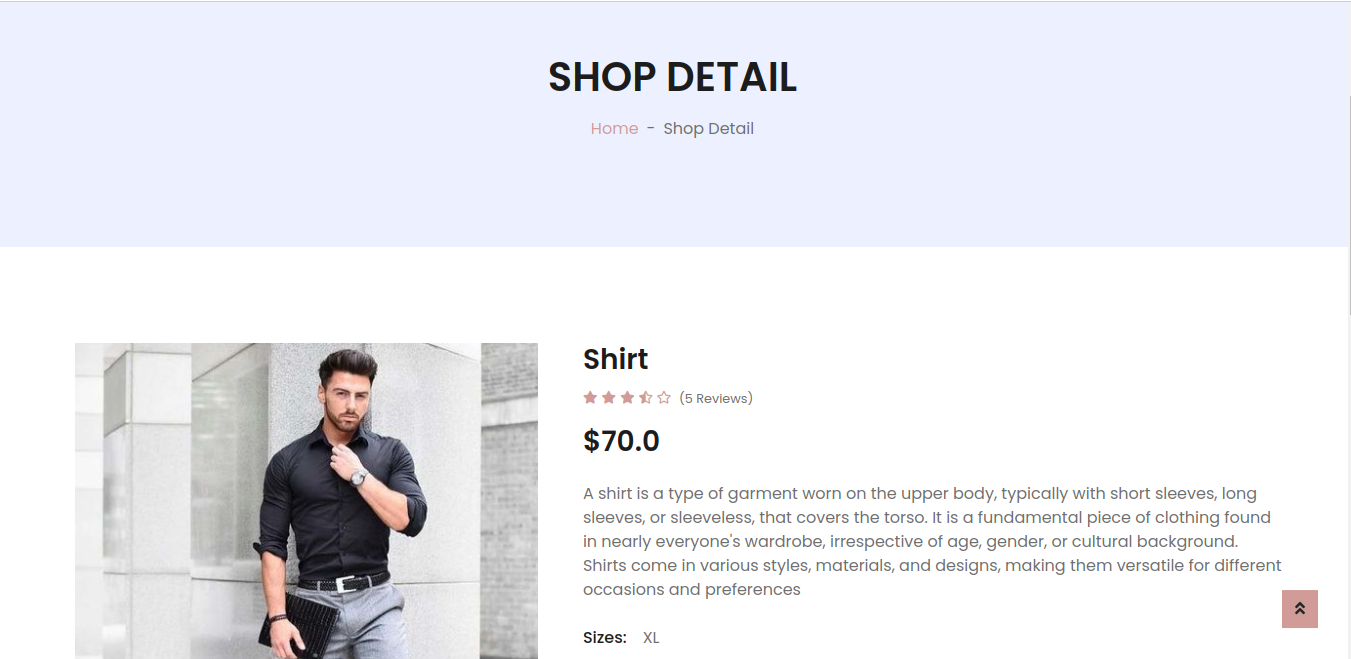 SHOP DETAIL
Home - Shop Detail
Shirt
(5 Reviews)
$70.0
A shirt is a type of garment worn on the upper body, typically with short sleeves, long
sleeves, or sleeveless, that covers the torso. It is a fundamental piece of clothing found
in nearly everyone's wardrobe, irrespective of age, gender, or cultural background.
Shirts come in various styles, materials, and designs, making them versatile for different
occasions and preferences
Sizes: XL